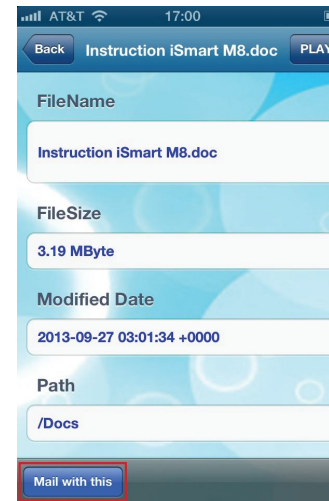 AT&T 17:00
Back Instruction iSmart M8.doc PLAY
FileName
Instruction iSmart M8.doc
FileSize
3.19 MByte
Modified Date
2013-09-27 03:01:34 +0000
Path
/Docs
Mail with this